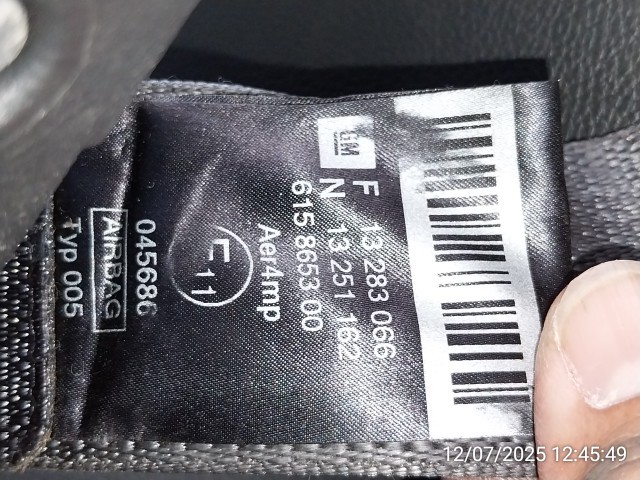 GM
F 13 283 066
N 13 251 162
615 8653 00
Aer4mp
E 11
045686
AIRBAG
Typ 005
12/07/2025 12:45:49